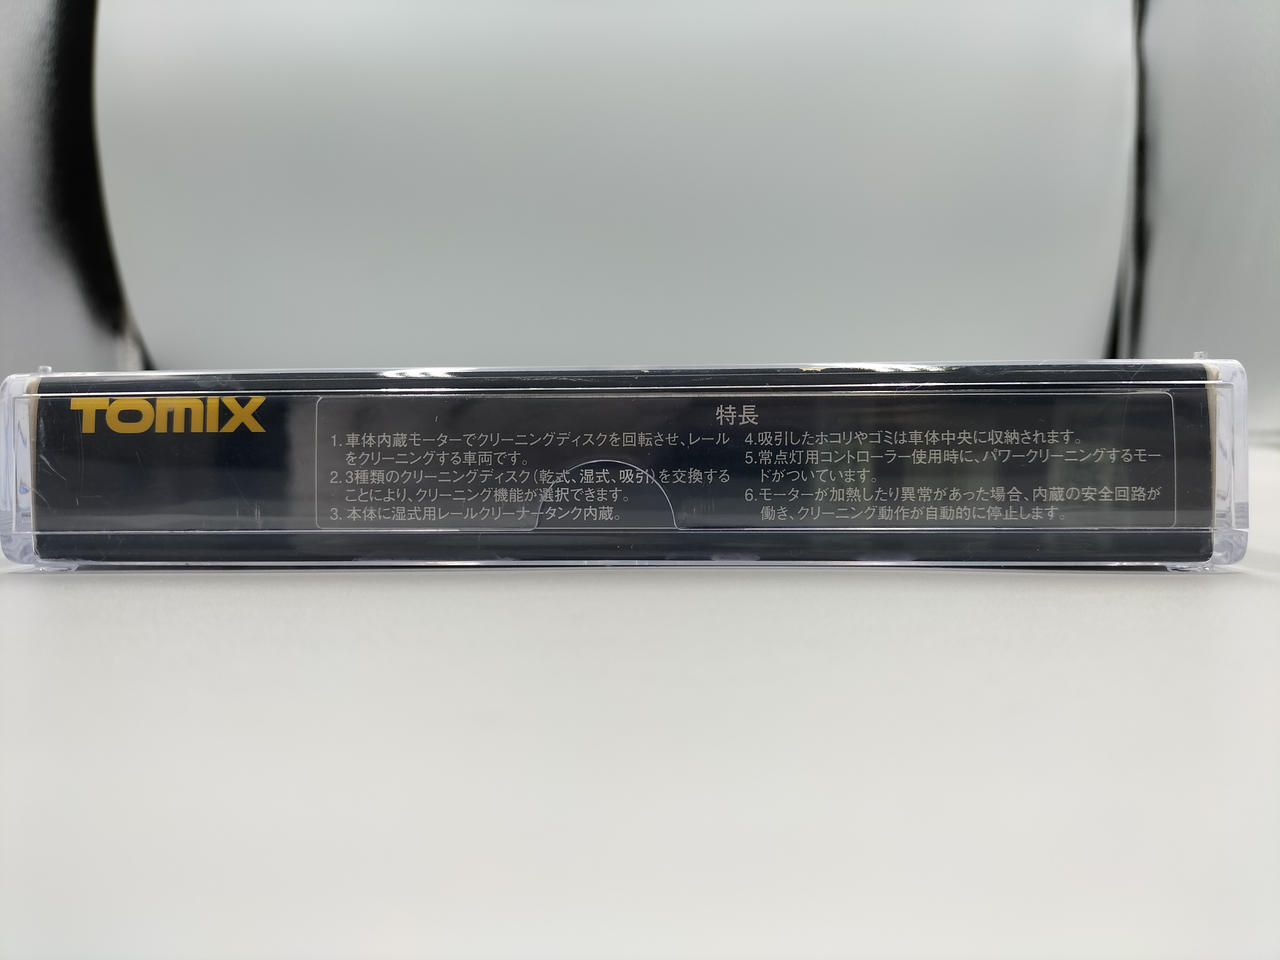 TOMIX
特長
1. 車体内蔵モーターでクリーニングディスクを回転させ、レール
をクリーニングする車両です。
2. 3種類のクリーニングディスク(乾式、湿式、吸引)を交換する
ことにより、クリーニング機能が選択できます。
3. 本体に湿式用レールクリーナータンク内蔵。
4.吸引したホコリやゴミは車体中央に収納されます。
5.常点灯用コントローラー使用時に、パワークリーニングするモー
ドがついています。
6.モーターが加熱したり異常があった場合、内蔵の安全回路が
働き、クリーニング動作が自動的に停止します。